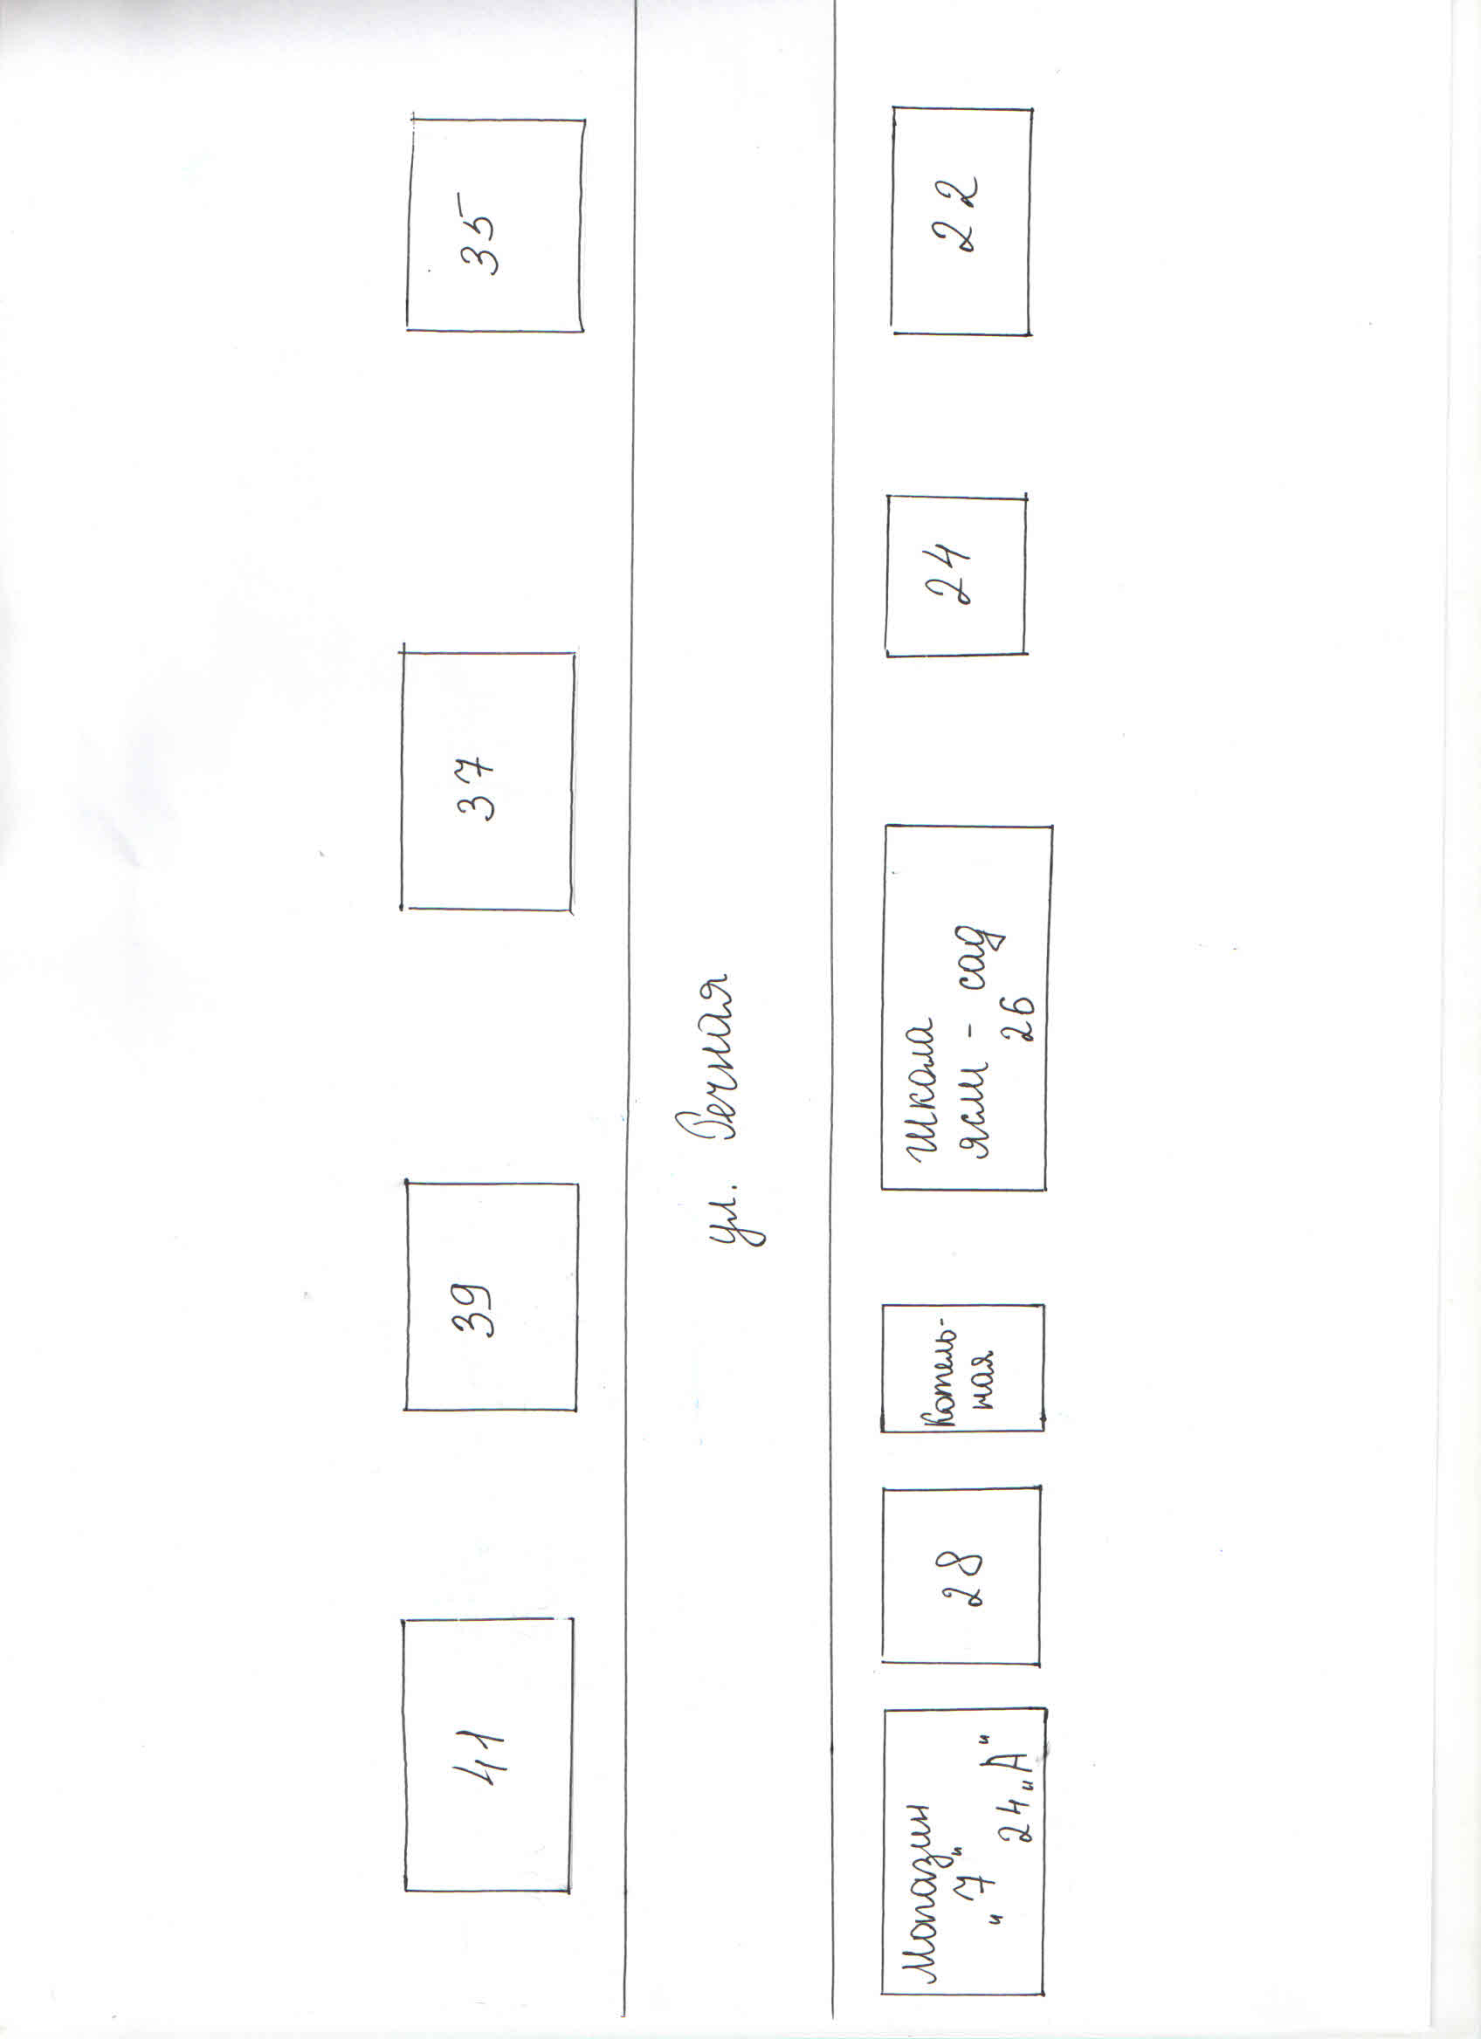 41
39
37
35
ул. Речная
Магазин
"7"
24 „А"
28
Котель-
ная
Школа
ясли - сад
26
24
22